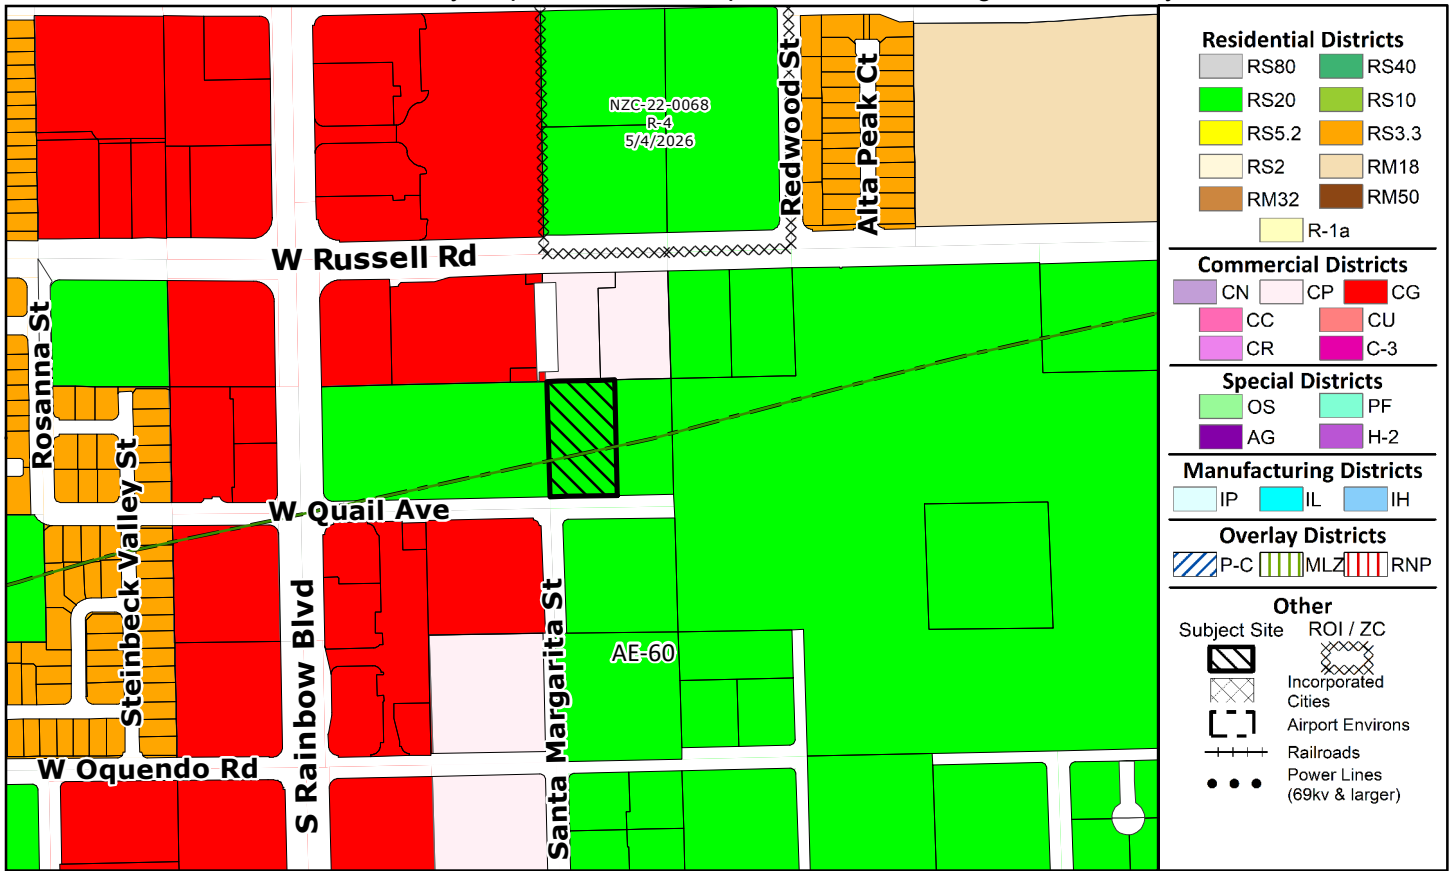 NZC-22-0068
R-4
5/4/2026
Redwood St
Alta Peak Ct
W Russell Rd
Rosanna St
Steinbeck Valley St
W Quail Ave
S Rainbow Blvd
Santa Margarita St
AE-60
W Oquendo Rd
Residential Districts
RS80 RS40
RS20 RS10
RS5.2 RS3.3
RS2 RM18
RM32 RM50
R-1a
Commercial Districts
CN CP CG
CC CU
CR C-3
Special Districts
OS PF
AG H-2
Manufacturing Districts
IP IL IH
Overlay Districts
P-C MLZ RNP
Other
Subject Site ROI / ZC
Incorporated
Cities
Airport Environs
Railroads
Power Lines
(69kv & larger)